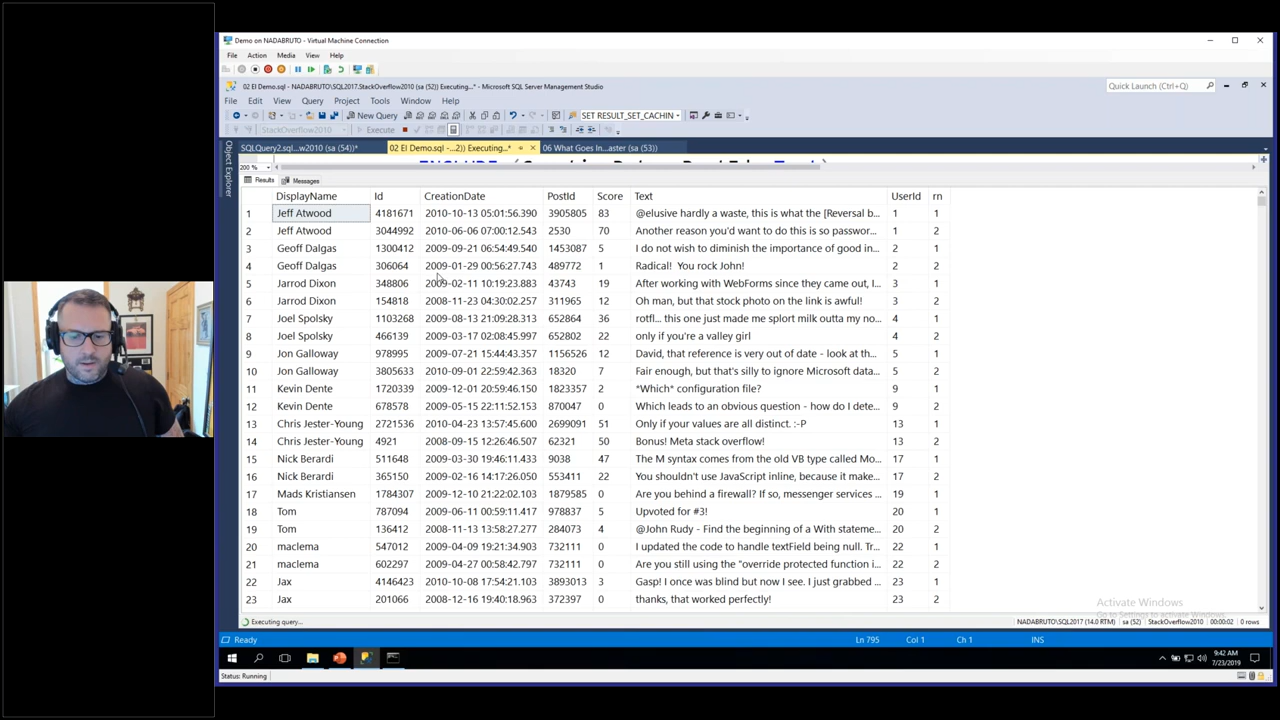 Demo on NADABRUTO - Virtual Machine Connection
File Action Media View Help
02 EI Demo.sql - NADABRUTO\SQL2017.StackOverflow2010 (sa (52)) Executing...* - Microsoft SQL Server Management Studio
Quick Launch (Ctrl+Q)
File Edit View Query Project Tools Window Help
New Query
SET RESULT_SET_CACHIN
StackOverflow2010
Execute
SQLQuery2.sql...w2010 (sa (54))*
02 EI Demo.sql -...2)) Executing...*
06 What Goes In...aster (sa (53))
Object Explorer
200 %
Results Messages
DisplayName Id CreationDate PostId Score Text UserId rn
1 Jeff Atwood 4181671 2010-10-13 05:01:56.390 3905805 83 @elusive hardly a waste, this is what the [Reversal b... 1 1
2 Jeff Atwood 3044992 2010-06-06 07:00:12.543 2530 70 Another reason you'd want to do this is so passwor... 1 2
3 Geoff Dalgas 1300412 2009-09-21 06:54:49.540 1453087 5 I do not wish to diminish the importance of good in... 2 1
4 Geoff Dalgas 306064 2009-01-29 00:56:27.743 489772 1 Radical! You rock John! 2 2
5 Jarrod Dixon 348806 2009-02-11 10:19:23.883 43743 19 After working with WebForms since they came out, I... 3 1
6 Jarrod Dixon 154818 2008-11-23 04:30:02.257 311965 12 Oh man, but that stock photo on the link is awful! 3 2
7 Joel Spolsky 1103268 2009-08-13 21:09:28.313 652864 36 rotfl... this one just made me splort milk outta my no... 4 1
8 Joel Spolsky 466139 2009-03-17 02:08:45.997 652802 22 only if you're a valley girl 4 2
9 Jon Galloway 978995 2009-07-21 15:44:43.357 1156526 12 David, that reference is very out of date - look at th... 5 1
10 Jon Galloway 3805633 2010-09-01 22:59:42.363 18320 7 Fair enough, but that's silly to ignore Microsoft data... 5 2
11 Kevin Dente 1720339 2009-12-01 20:59:46.150 1823357 2 *Which* configuration file? 9 1
12 Kevin Dente 678578 2009-05-15 22:11:52.153 870047 0 Which leads to an obvious question - how do I dete... 9 2
13 Chris Jester-Young 2721536 2010-04-23 13:57:45.600 2699091 51 Only if your values are all distinct. :-P 13 1
14 Chris Jester-Young 4921 2008-09-15 12:26:46.507 62321 50 Bonus! Meta stack overflow! 13 2
15 Nick Berardi 511648 2009-03-30 19:46:11.433 9038 47 The M syntax comes from the old VB type called Mo... 17 1
16 Nick Berardi 365150 2009-02-16 14:17:26.050 553411 22 You shouldn't use JavaScript inline, because it make... 17 2
17 Mads Kristiansen 1784307 2009-12-10 21:22:02.103 1879585 0 Are you behind a firewall? If so, messenger services ... 19 1
18 Tom 787094 2009-06-11 00:59:11.417 978837 5 Upvoted for #3! 20 1
19 Tom 136412 2008-11-13 13:58:27.277 284073 4 @John Rudy - Find the beginning of a With stateme... 20 2
20 maclema 547012 2009-04-09 19:21:34.903 732111 0 I updated the code to handle textField being null. Tr... 22 1
21 maclema 602297 2009-04-27 00:58:42.797 732111 0 Are you still using the "override protected function i... 22 2
22 Jax 4146423 2010-10-08 17:54:21.103 3893013 3 Gasp! I once was blind but now I see. I just grabbed ... 23 1
23 Jax 201066 2008-12-16 19:40:18.963 372397 0 thanks, that worked perfectly! 23 2
Activate Windows
Go to Settings to activate Windows.
Executing query...
NADABRUTO\SQL2017 (14.0 RTM) sa (52) StackOverflow2010 00:00:02 0 rows
Ready Ln 795 Col 1 Ch 1 INS
9:42 AM
7/23/2019
Status: Running